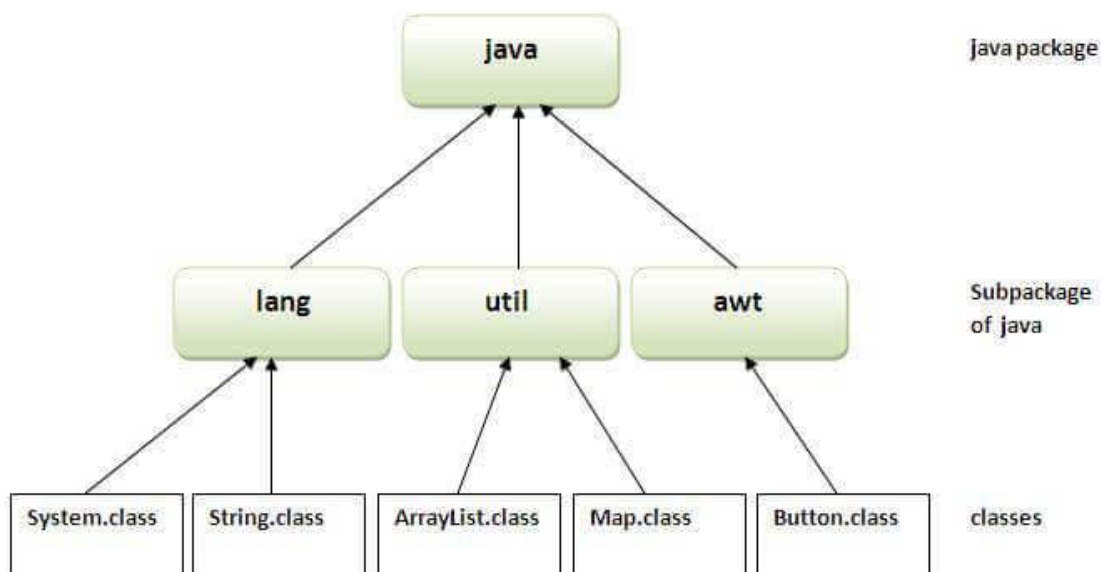 java
java package
lang
util
awt
Subpackage
of java
System.class
String.class
ArrayList.class
Map.class
Button.class
classes